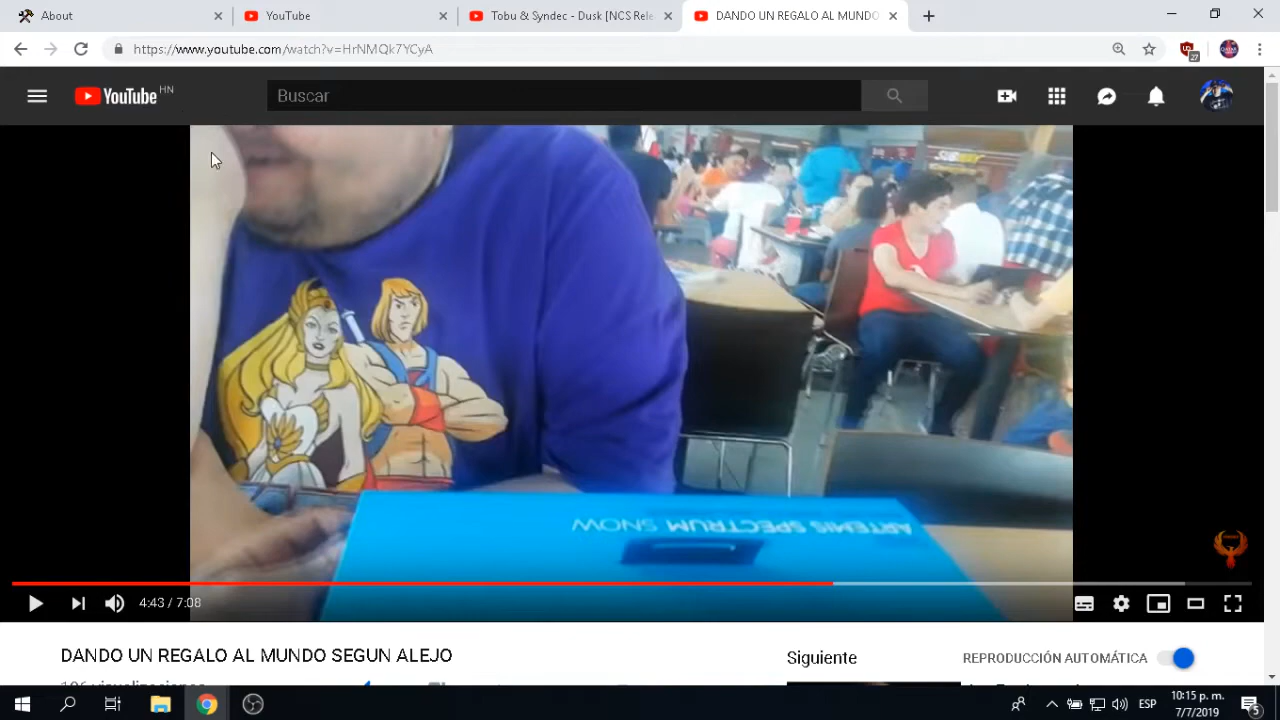 About
YouTube
Tobu & Syndec - Dusk [NCS Rele
DANDO UN REGALO AL MUNDO
https://www.youtube.com/watch?v=HrNMQk7YCyA
27
YouTube HN
Buscar
SUBWAY
ARTEMIS SPECTRUM SNOW
4:43 / 7:08
DANDO UN REGALO AL MUNDO SEGUN ALEJO
Siguiente
REPRODUCCIÓN AUTOMÁTICA
ESP
10:15 p. m.
7/7/2019
5